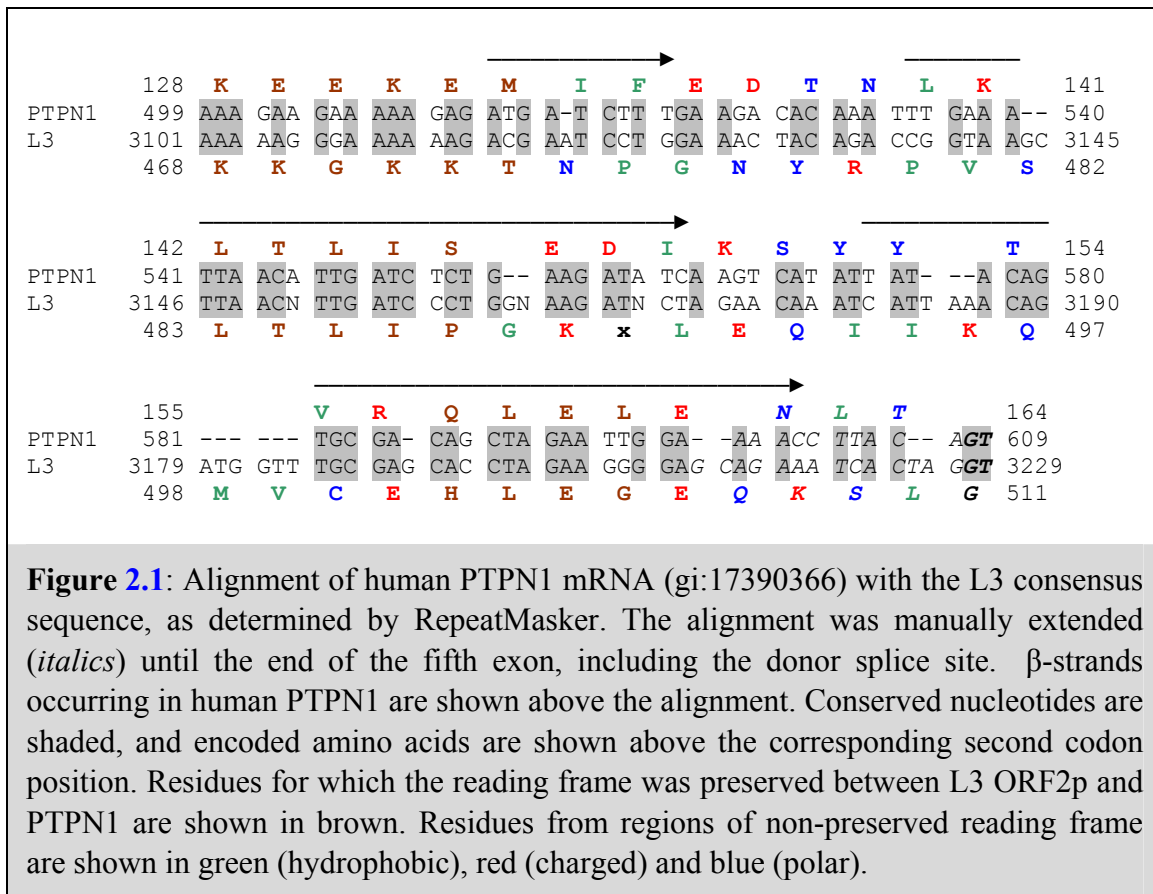 128 K E E K E M I F E D T N L K 141
PTPN1 499 AAA GAA GAA AAA GAG ATG A-T CTT TGA AGA CAC AAA TTT GAA A-- 540
L3 3101 AAA AAG GGA AAA AAG ACG AAT CCT GGA AAC TAC AGA CCG GTA AGC 3145
468 K K G K K T N P G N Y R P V S 482
142 L T L I S E D I K S Y Y T 154
PTPN1 541 TTA ACA TTG ATC TCT G-- AAG ATA TCA AGT CAT ATT AT- --A CAG 580
L3 3146 TTA ACN TTG ATC CCT GGN AAG ATN CTA GAA CAA ATC ATT AAA CAG 3190
483 L T L I P G K x L E Q I I K Q 497
155 V R Q L E L E N L T 164
PTPN1 581 --- --- TGC GA- CAG CTA GAA TTG GA- -AA ACC TTA C-- AGT 609
L3 3179 ATG GTT TGC GAG CAC CTA GAA GGG GAG CAG AAA TCA CTA GGT 3229
498 M V C E H L E G E Q K S L G 511
Figure 2.1: Alignment of human PTPN1 mRNA (gi:17390366) with the L3 consensus
sequence, as determined by RepeatMasker. The alignment was manually extended
(italics) until the end of the fifth exon, including the donor splice site. β-strands
occurring in human PTPN1 are shown above the alignment. Conserved nucleotides are
shaded, and encoded amino acids are shown above the corresponding second codon
position. Residues for which the reading frame was preserved between L3 ORF2p and
PTPN1 are shown in brown. Residues from regions of non-preserved reading frame
are shown in green (hydrophobic), red (charged) and blue (polar).